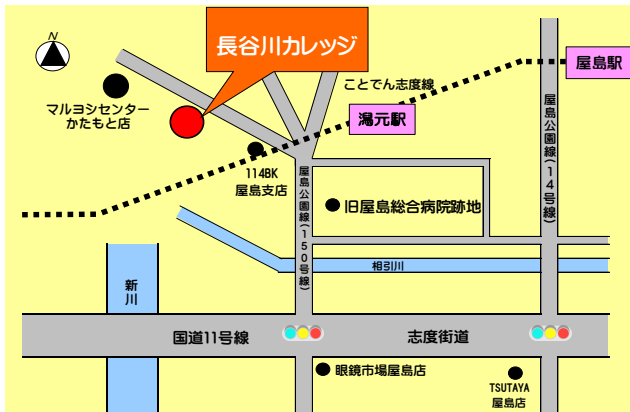 長谷川カレッジ
N
屋島駅
ことでん志度線
マルヨシセンター
かたもと店
潟元駅
114BK
屋島支店
屋島公園線(150号線)
屋島公園線(14号線)
旧屋島総合病院跡地
相引川
新川
国道11号線
志度街道
眼鏡市場屋島店
TSUTAYA
屋島店